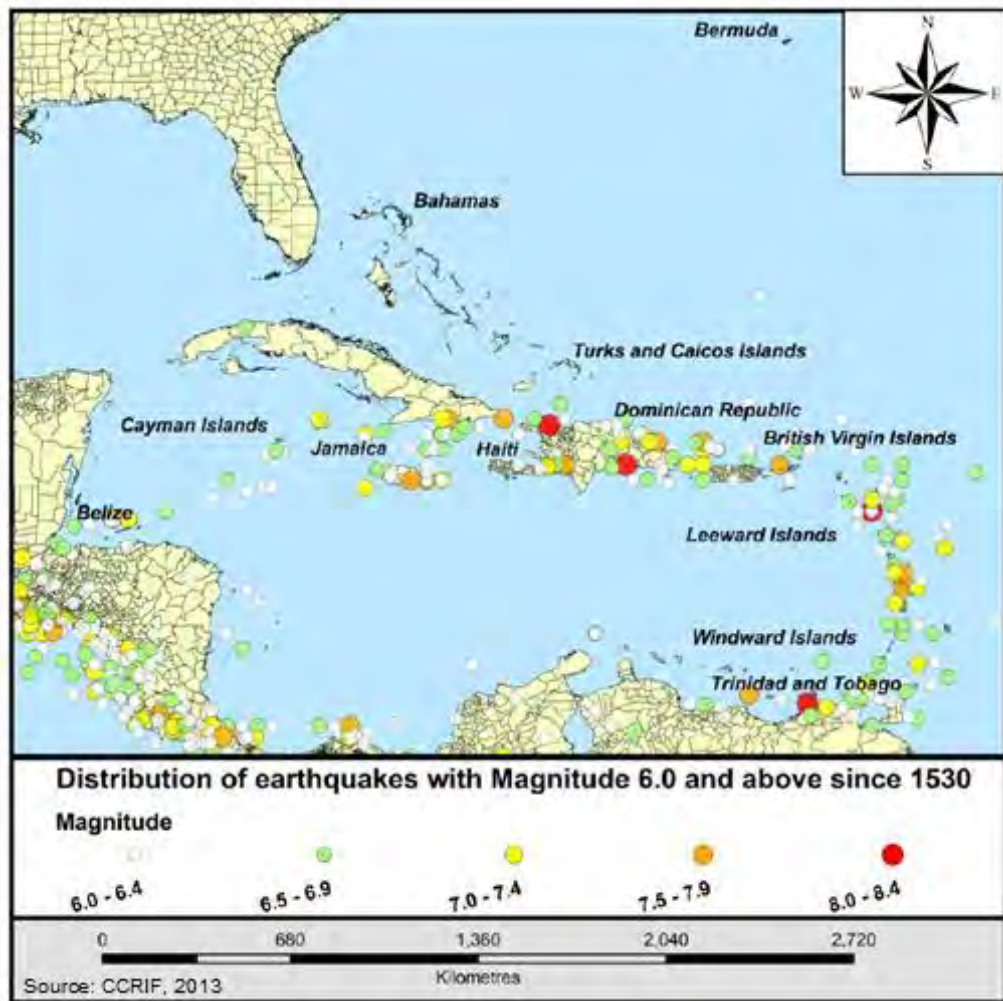 Bermuda
N
W E
S
Bahamas
Turks and Caicos Islands
Cayman Islands
Dominican Republic
Jamaica
Haiti
British Virgin Islands
Belize
Leeward Islands
Windward Islands
Trinidad and Tobago
Distribution of earthquakes with Magnitude 6.0 and above since 1530
Magnitude
6.0 - 6.4 6.5 - 6.9 7.0 - 7.4 7.5 - 7.9 8.0 - 8.4
0 680 1,360 2,040 2,720
Kilometres
Source: CCRIF, 2013